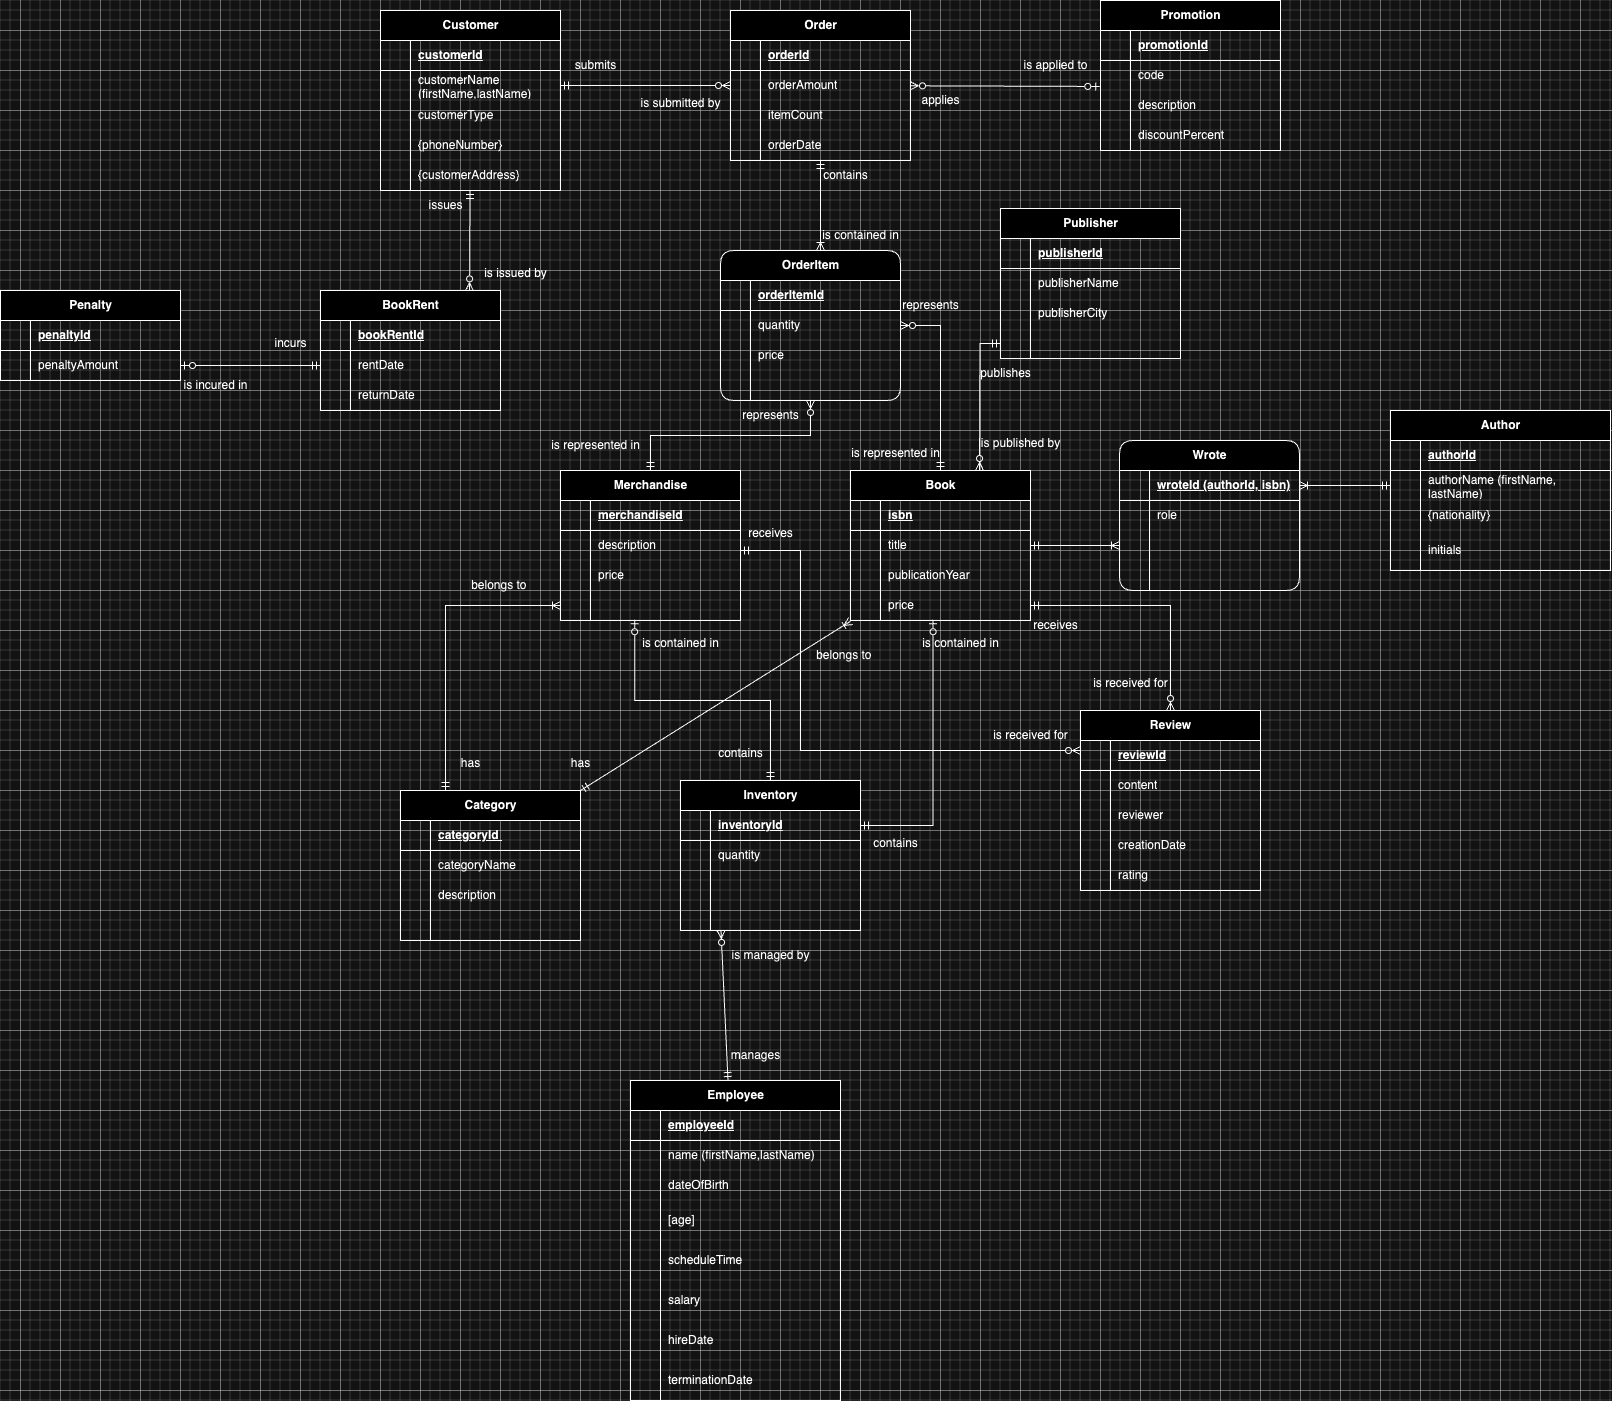 Customer
customerId
customerName
(firstName,lastName)
customerType
{phoneNumber}
{customerAddress}
submits
is submitted by
Order
orderId
orderAmount
itemCount
orderDate
is applied to
applies
Promotion
promotionId
code
description
discountPercent
issues
is issued by
contains
is contained in
Penalty
penaltyId
penaltyAmount
incurs
is incured in
BookRent
bookRentId
rentDate
returnDate
OrderItem
orderItemId
quantity
price
represents
represents
is represented in
is represented in
Publisher
publisherId
publisherName
publisherCity
publishes
is published by
Merchandise
merchandiseId
description
price
receives
belongs to
is contained in
Book
isbn
title
publicationYear
price
receives
is contained in
belongs to
Wrote
wroteId (authorId, isbn)
role
Author
authorId
authorName (firstName,
lastName)
{nationality}
initials
is received for
is received for
has
has
contains
contains
Category
categoryId
categoryName
description
Inventory
inventoryId
quantity
Review
reviewId
content
reviewer
creationDate
rating
is managed by
manages
Employee
employeeId
name (firstName,lastName)
dateOfBirth
[age]
scheduleTime
salary
hireDate
terminationDate